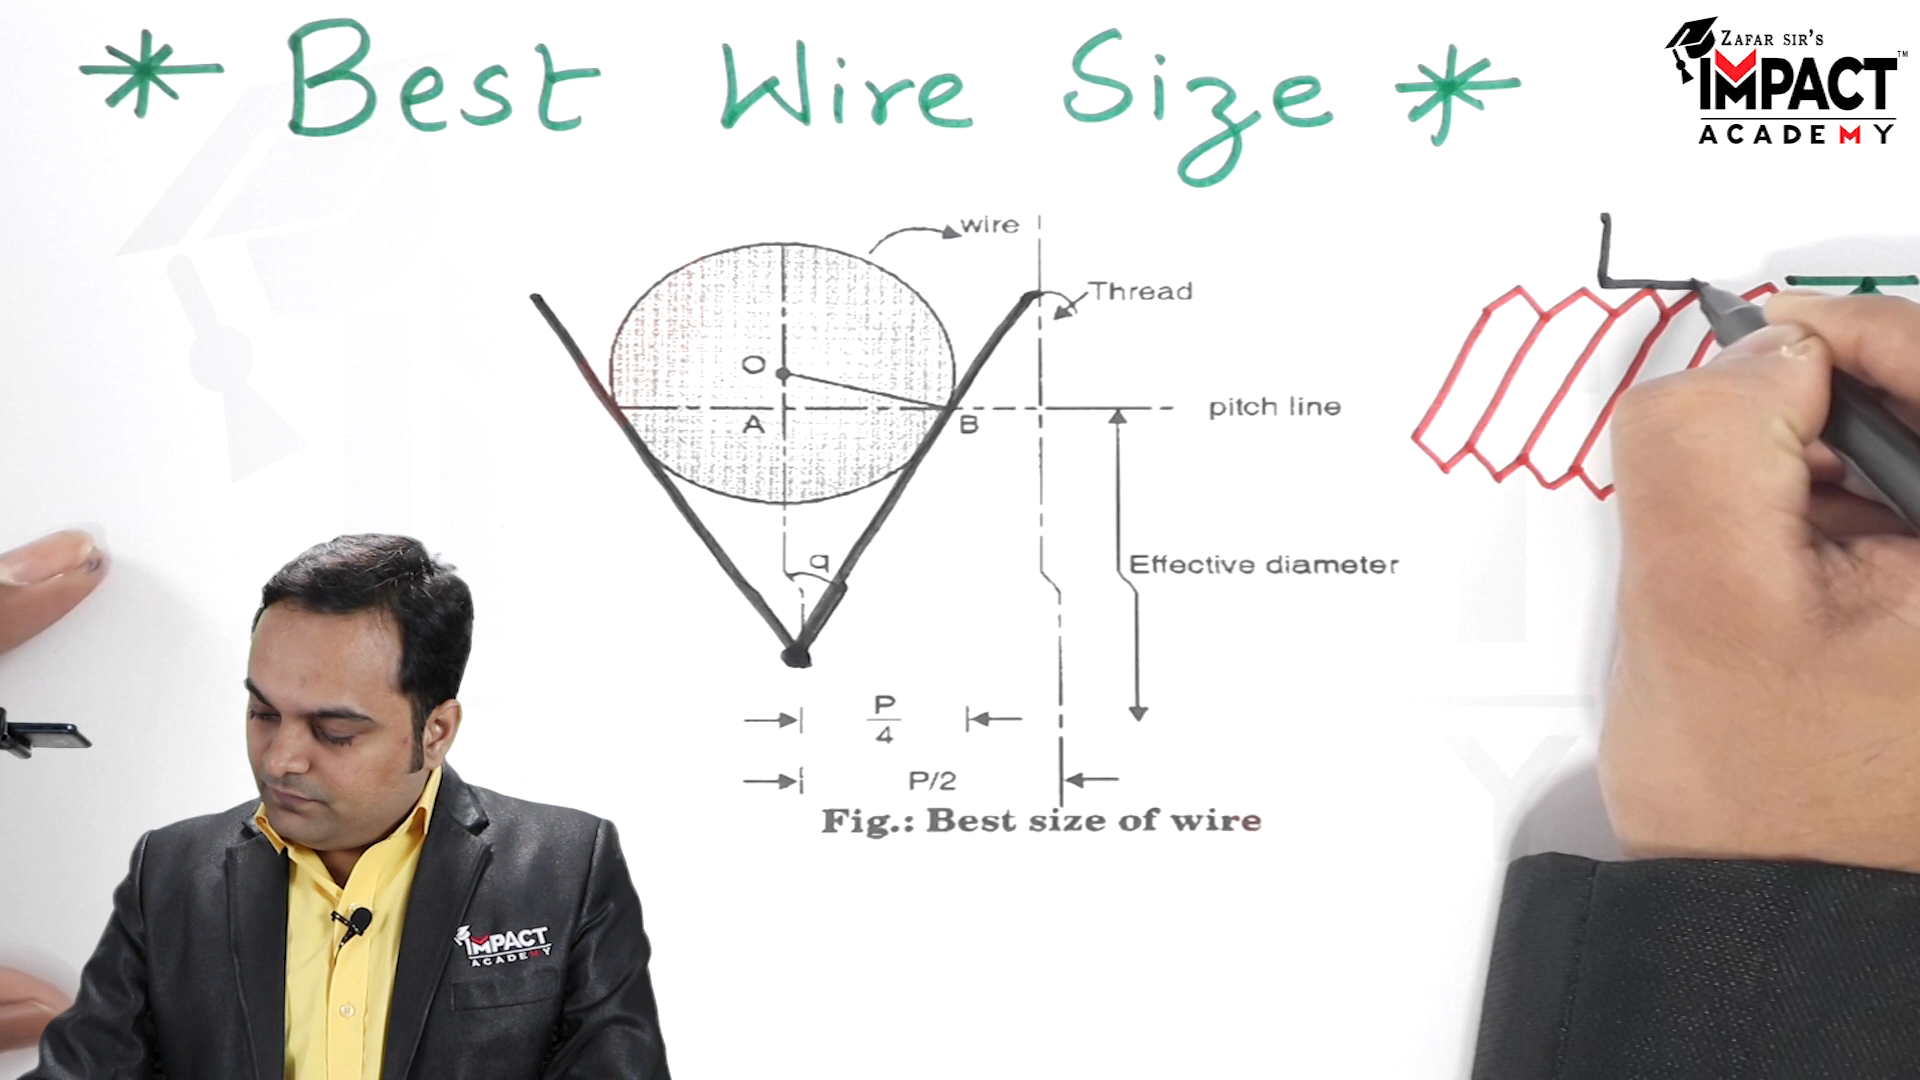 * Best Wire Size *
ZAFAR SIR'S
IMPACT™
ACADEMY
wire
Thread
O
A
B
pitch line
q
Effective diameter
P
4
P/2
Fig.: Best size of wire
IMPACT
ACADEMY